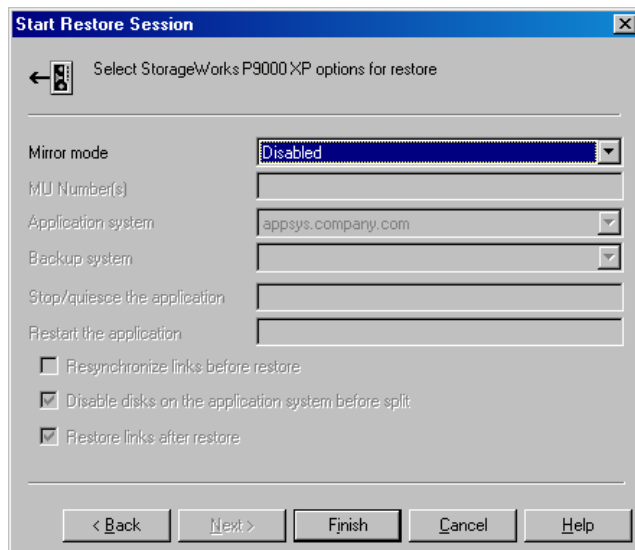 Start Restore Session
Select StorageWorks P9000 XP options for restore
Mirror mode
Disabled
MU Number(s)
Application system
appsys.company.com
Backup system
Stop/quiesce the application
Restart the application
Resynchronize links before restore
Disable disks on the application system before split
Restore links after restore
< Back
Next >
Finish
Cancel
Help